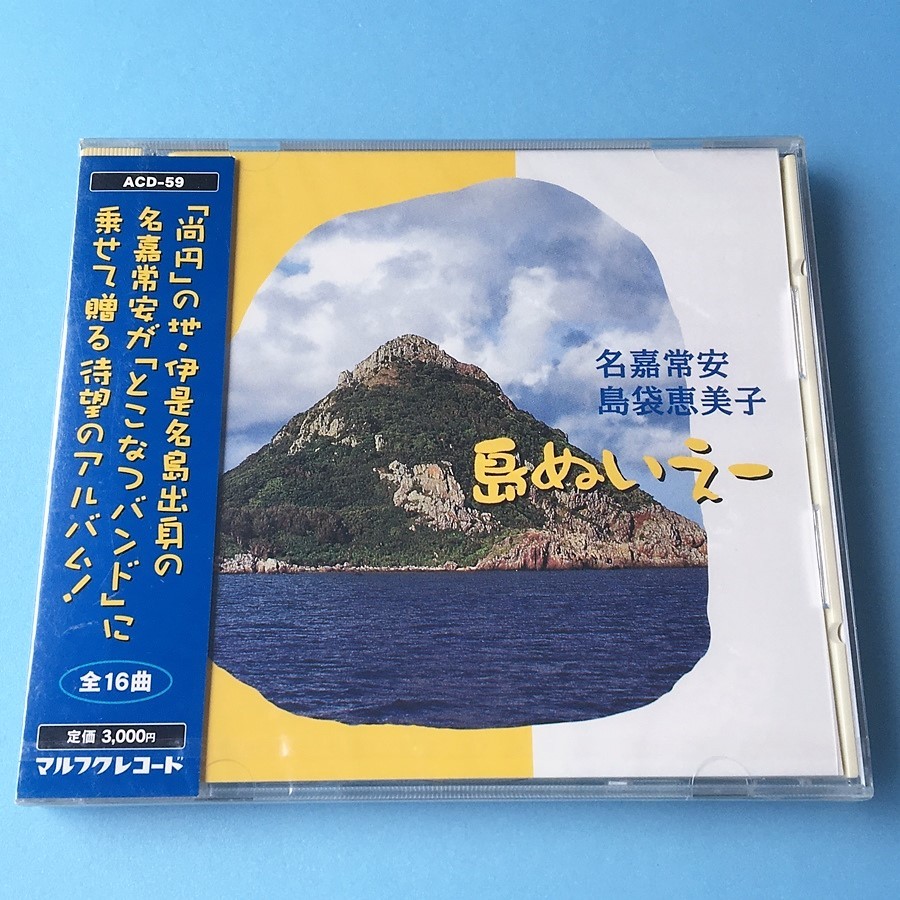 ACD-59
「尚円」の地・伊是名島出身の
名嘉常安が「とこなつバンド」に
乗せて贈る待望のアルバム!
全16曲
定価 3,000円
マルフクレコード
名嘉常安
島袋恵美子
島ぬいえー